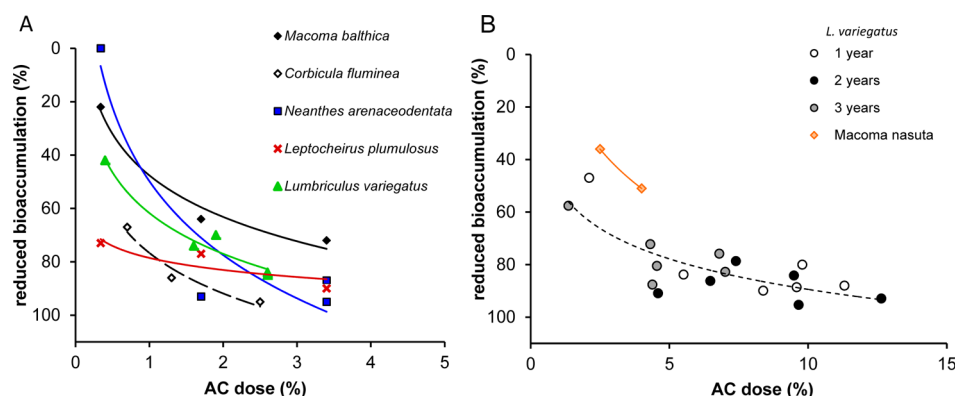 A
reduced bioaccumulation (%)
0
20
40
60
80
100
0 1 2 3 4 5
AC dose (%)
Macoma balthica
Corbicula fluminea
Neanthes arenaceodentata
Leptocheirus plumulosus
Lumbriculus variegatus
B
reduced bioaccumulation (%)
0
20
40
60
80
100
0 5 10 15
AC dose (%)
L. variegatus
1 year
2 years
3 years
Macoma nasuta